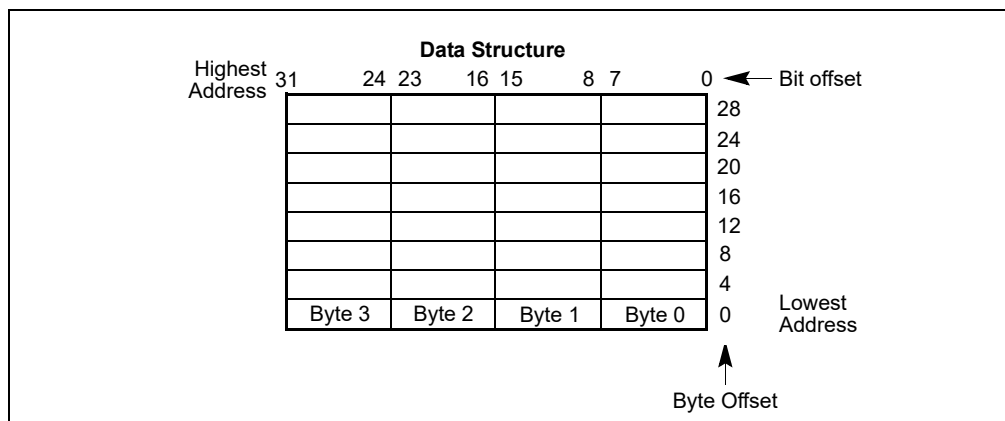 Data Structure
Highest Address
31 24 23 16 15 8 7 0
Bit offset
28
24
20
16
12
8
4
Byte 3 Byte 2 Byte 1 Byte 0 0
Lowest Address
Byte Offset